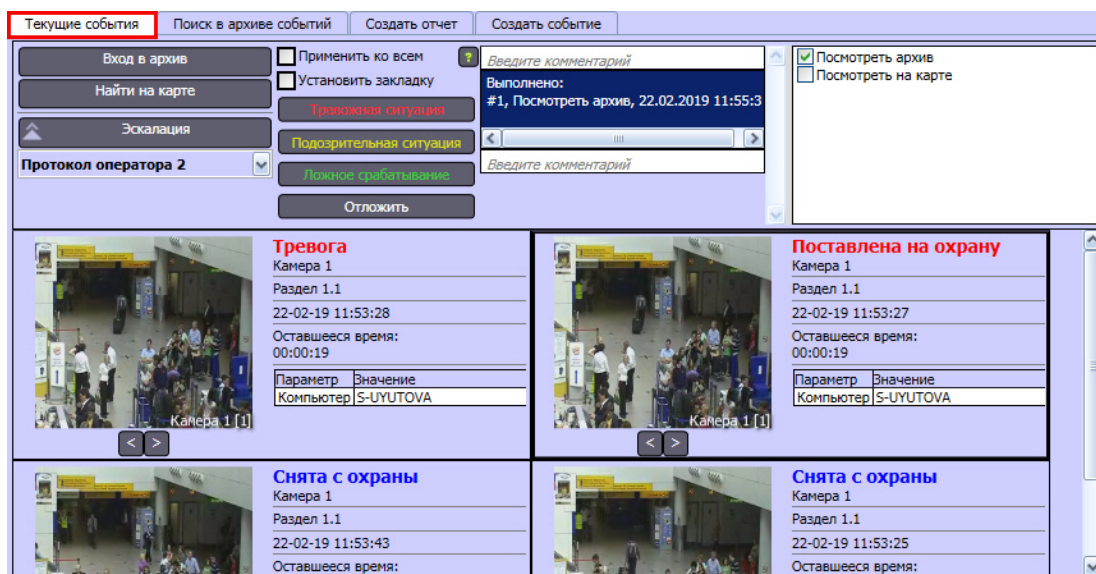 Текущие события
Поиск в архиве событий
Создать отчет
Создать событие
Вход в архив
Найти на карте
Эскалация
Протокол оператора 2
Применить ко всем
?
Установить закладку
Тревожная ситуация
Подозрительная ситуация
Ложное срабатывание
Отложить
Введите комментарий
Выполнено:
#1, Посмотреть архив, 22.02.2019 11:55:3
Введите комментарий
Посмотреть архив
Посмотреть на карте
Камера 1 [1]
< >
Тревога
Камера 1
Раздел 1.1
22-02-19 11:53:28
Оставшееся время:
00:00:19
Параметр Значение
Компьютер S-UYUTOVA
Камера 1 [1]
< >
Поставлена на охрану
Камера 1
Раздел 1.1
22-02-19 11:53:27
Оставшееся время:
00:00:19
Параметр Значение
Компьютер S-UYUTOVA
Снята с охраны
Камера 1
Раздел 1.1
22-02-19 11:53:43
Оставшееся время:
Снята с охраны
Камера 1
Раздел 1.1
22-02-19 11:53:25
Оставшееся время: